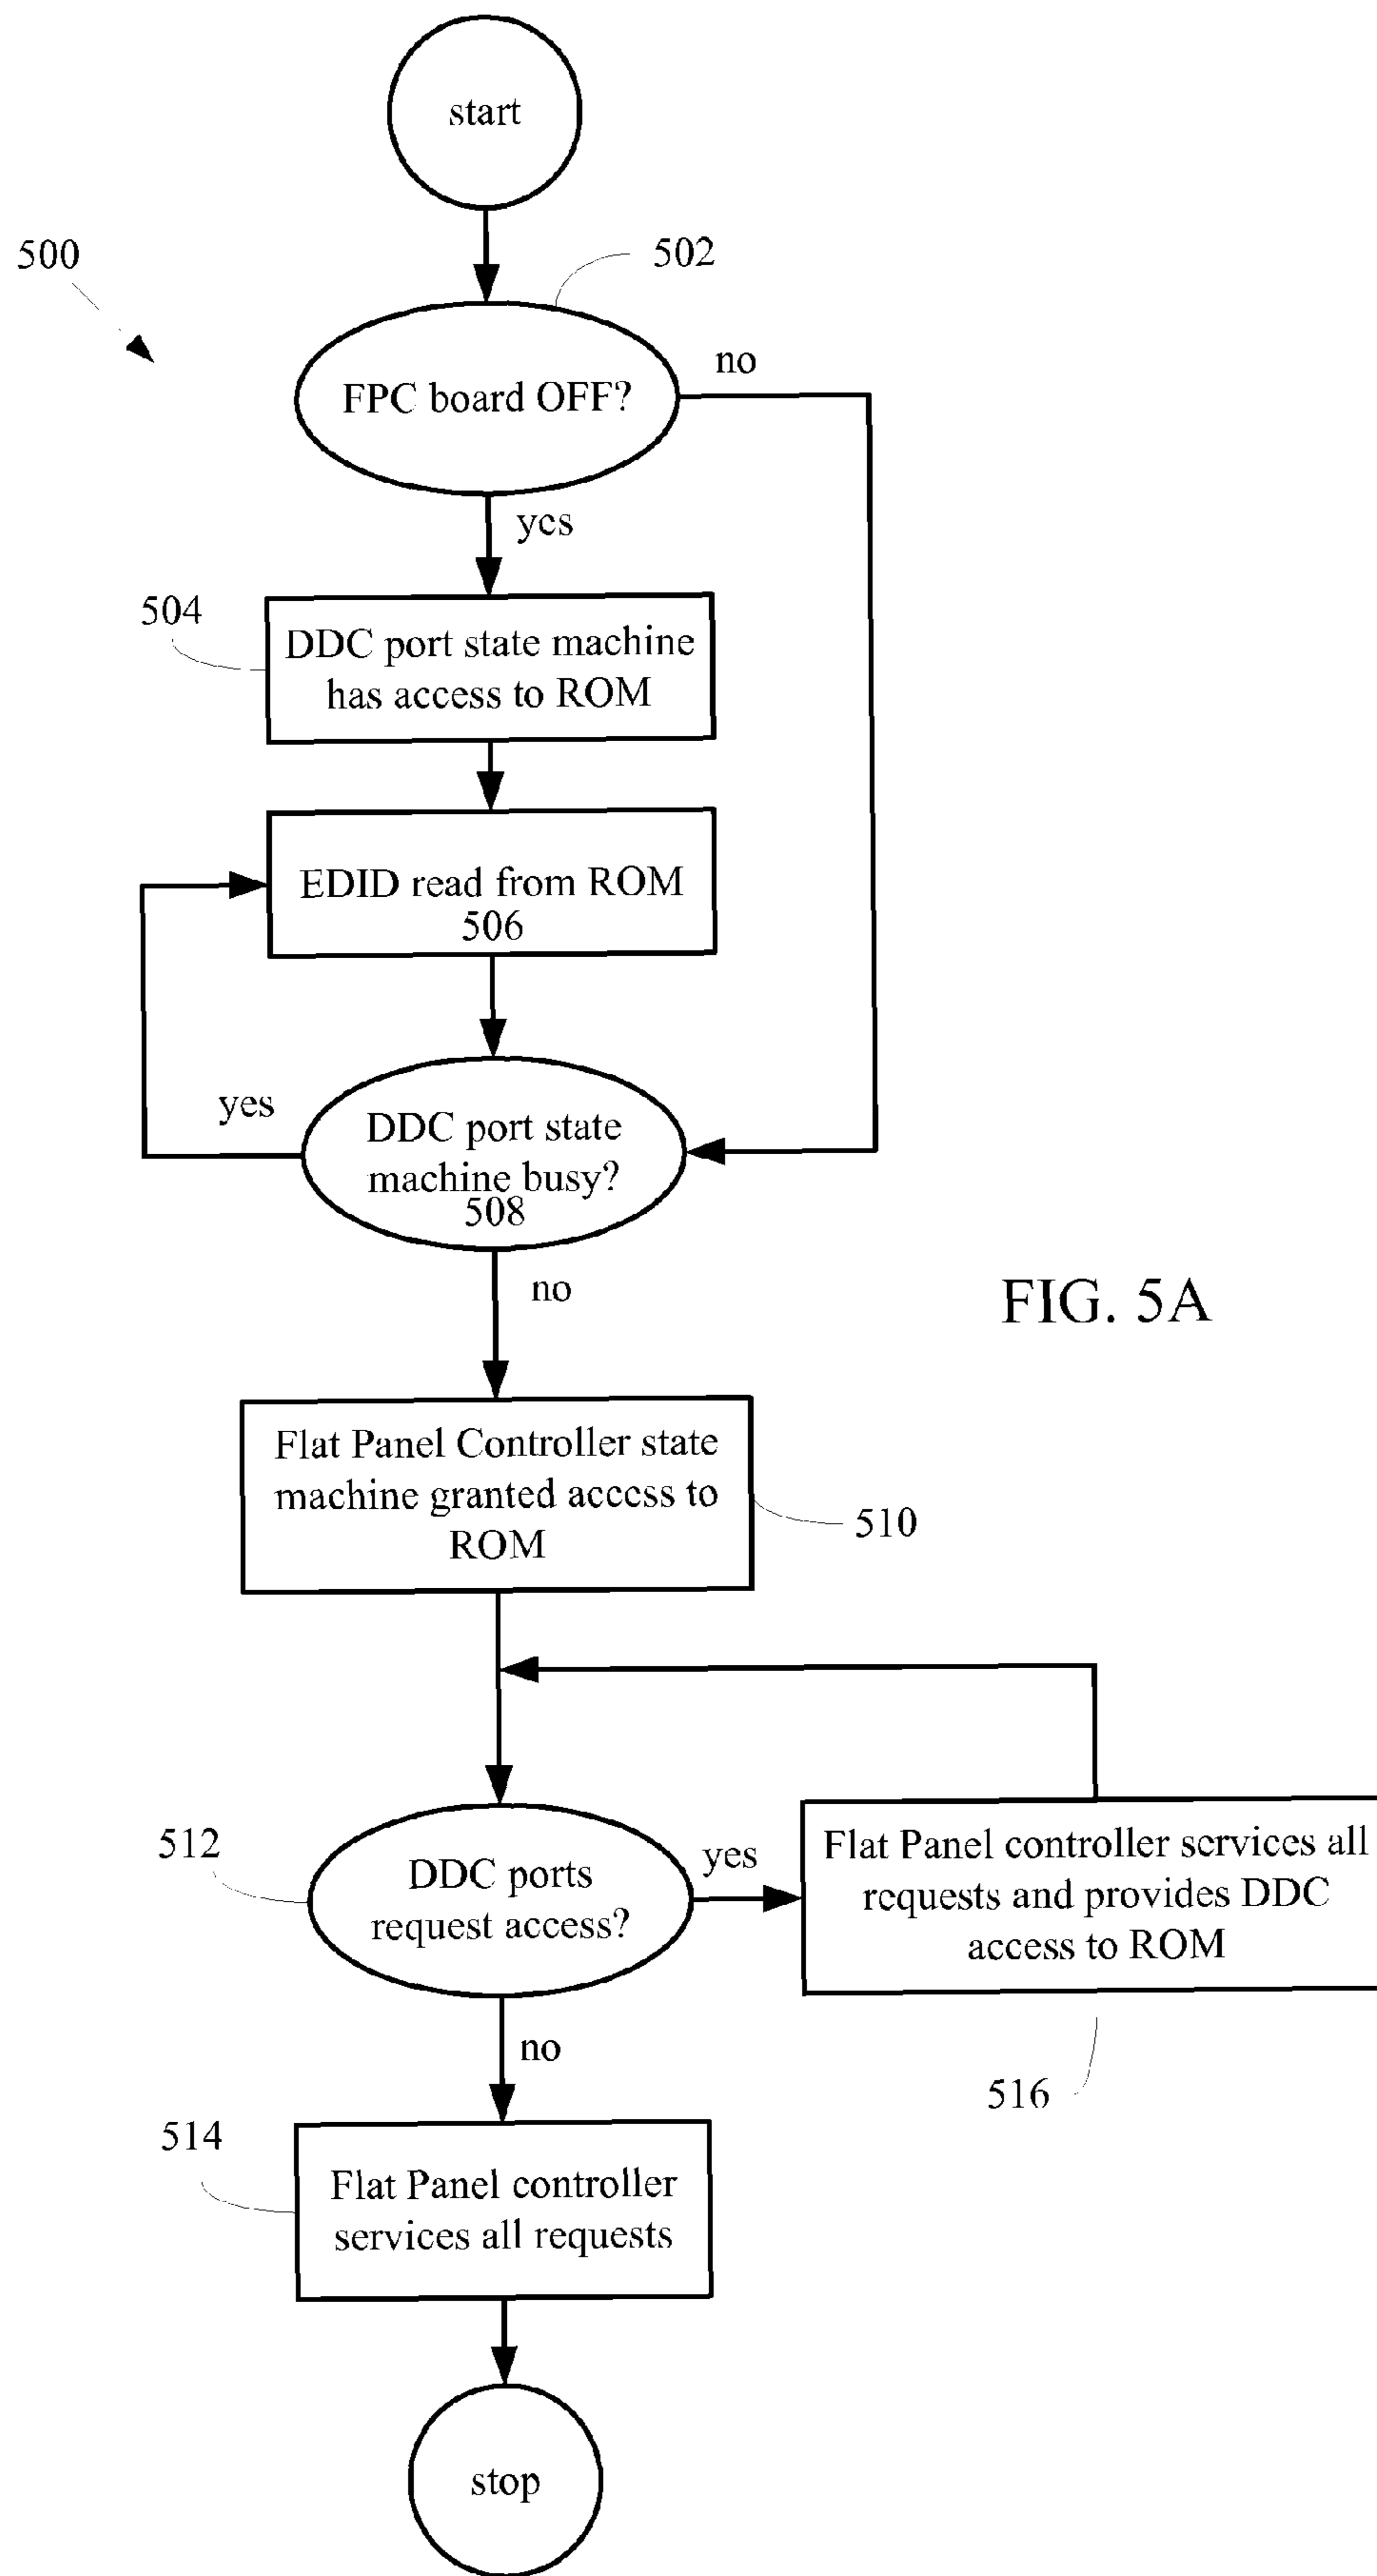 start
500
502
FPC board OFF?
no
yes
504
DDC port state machine
has access to ROM
EDID read from ROM
506
yes
DDC port state
machine busy?
508
no
FIG. 5A
Flat Panel Controller state
machine granted access to
ROM
510
512
DDC ports
request access?
yes
Flat Panel controller services all
requests and provides DDC
access to ROM
516
no
514
Flat Panel controller
services all requests
stop